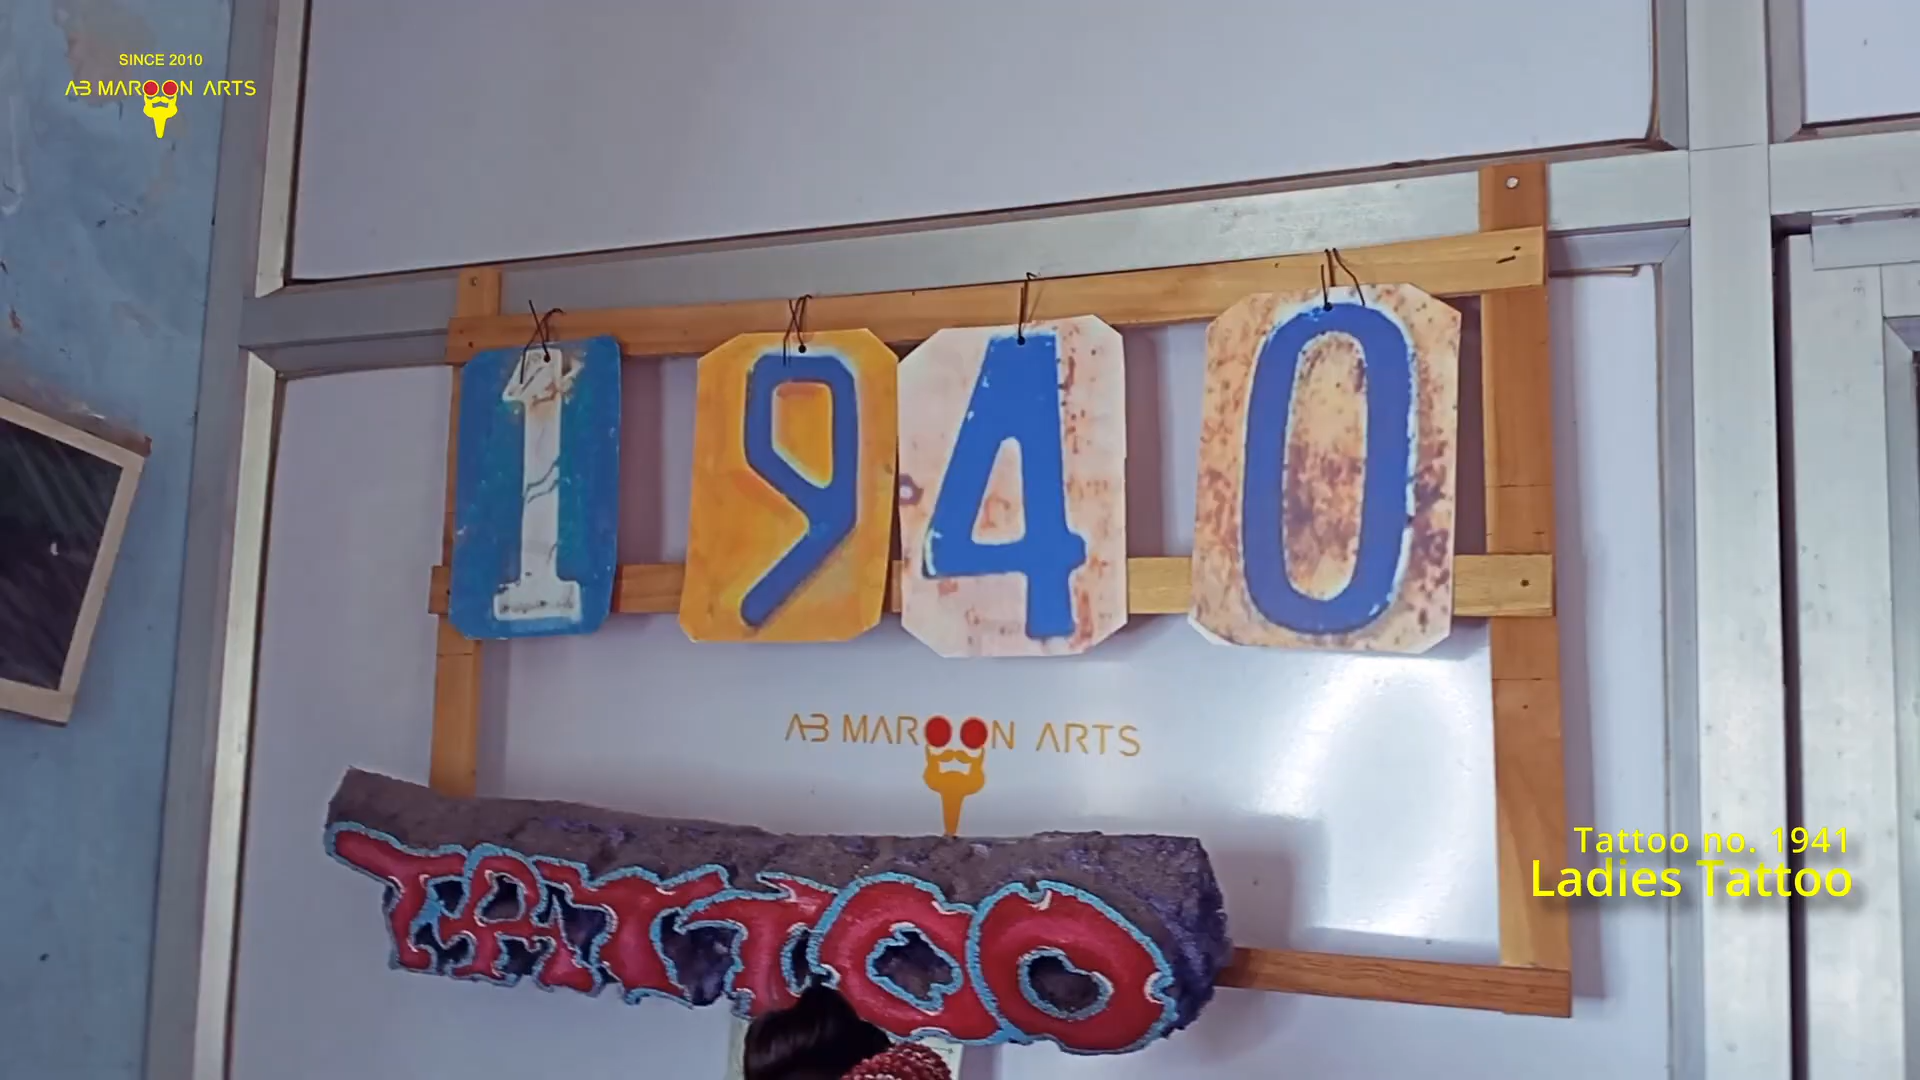 SINCE 2010
AB MAROON ARTS
1940
AB MAROON ARTS
Tattoo no. 1941
Ladies Tattoo
TATTOO